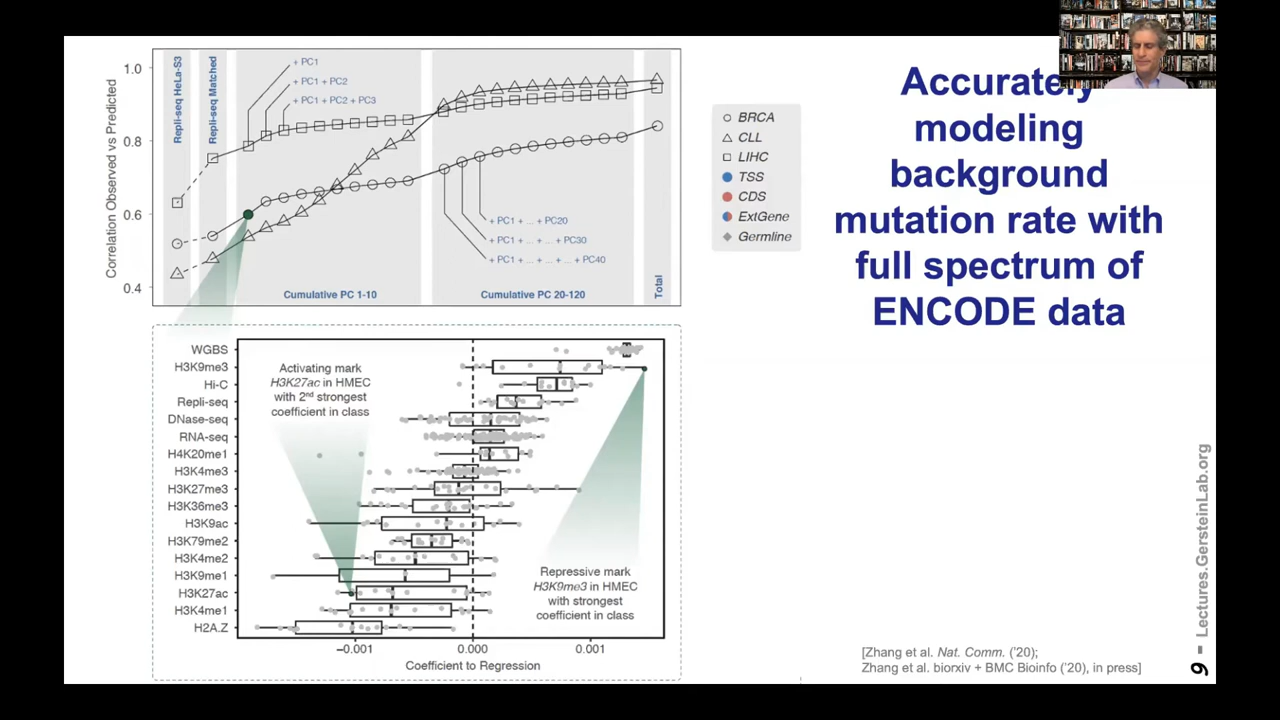 Accurately
modeling
background
mutation rate with
full spectrum of
ENCODE data
Correlation Observed vs Predicted
1.0
0.8
0.6
0.4
Repli-seq HeLa-S3
Repli-seq Matched
+ PC1
+ PC1 + PC2
+ PC1 + PC2 + PC3
+ PC1 + ... + PC20
+ PC1 + ... + ... + PC30
+ PC1 + ... + ... + ... + PC40
Cumulative PC 1-10
Cumulative PC 20-120
Total
BRCA
CLL
LIHC
TSS
CDS
ExtGene
Germline
WGBS
H3K9me3
Hi-C
Repli-seq
DNase-seq
RNA-seq
H4K20me1
H3K4me3
H3K27me3
H3K36me3
H3K9ac
H3K79me2
H3K4me2
H3K9me1
H3K27ac
H3K4me1
H2A.Z
Activating mark
H3K27ac in HMEC
with 2nd strongest
coefficient in class
Repressive mark
H3K9me3 in HMEC
with strongest
coefficient in class
−0.001
0.000
0.001
Coefficient to Regression
[Zhang et al. Nat. Comm. ('20);
Zhang et al. biorxiv + BMC Bioinfo ('20), in press]
9 - Lectures.GersteinLab.org